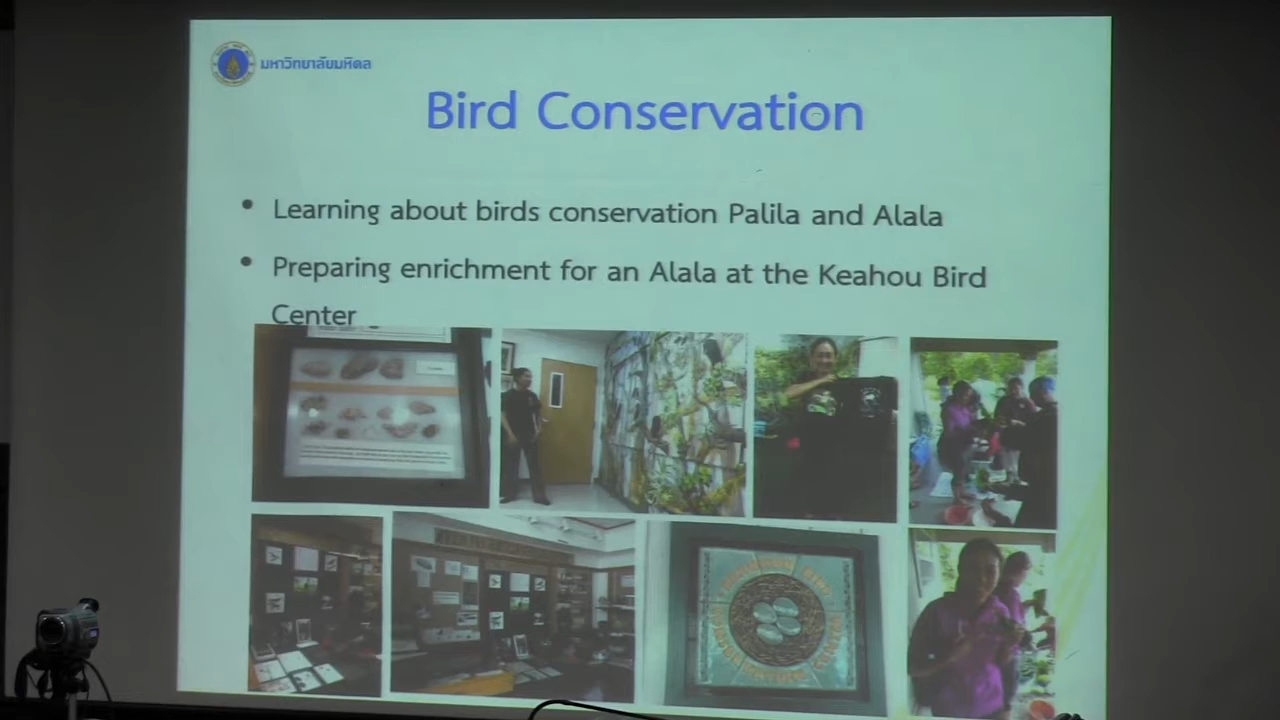 มหาวิทยาลัยมหิดล
Bird Conservation
• Learning about birds conservation Palila and Alala
• Preparing enrichment for an Alala at the Keahou Bird
Center